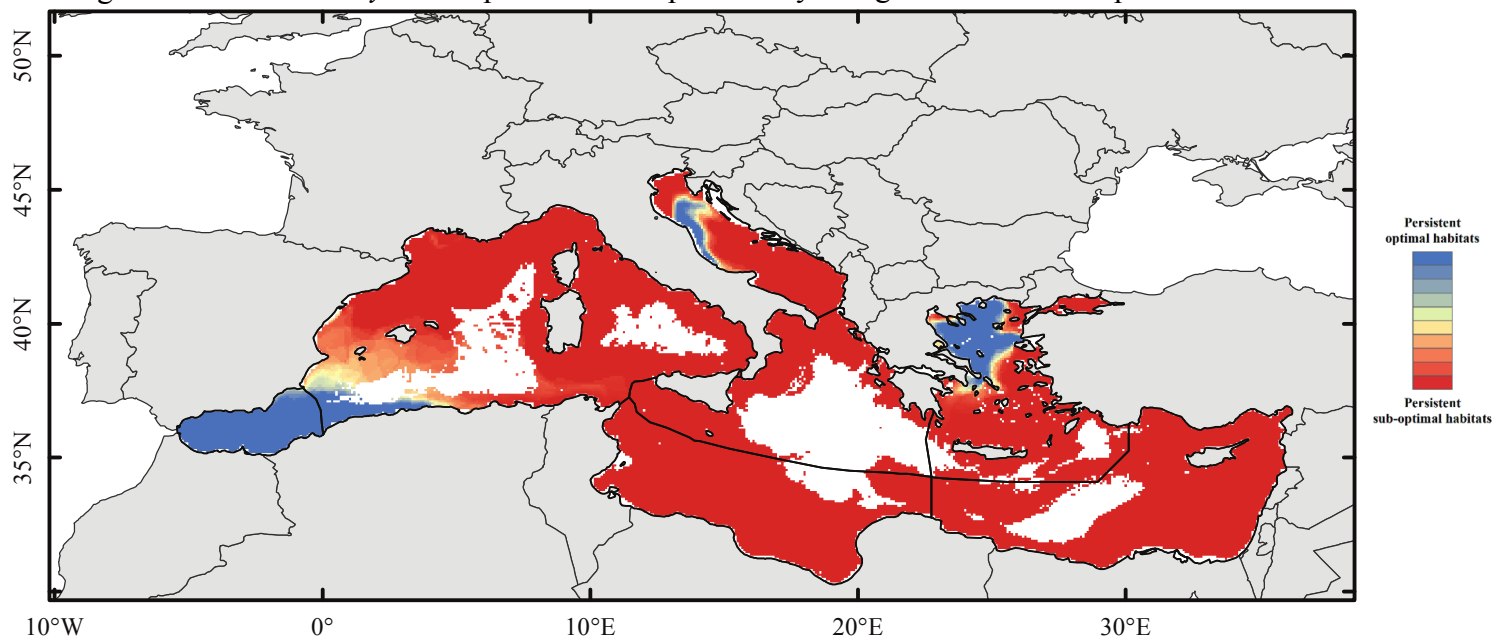 50°N
45°N
40°N
35°N
Persistent
optimal habitats
Persistent
sub-optimal habitats
10°W 0° 10°E 20°E 30°E